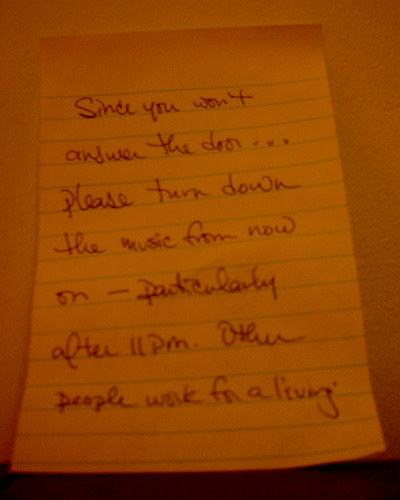 Since you won't
answer the door...
please turn down
the music from now
on — particularly
after 11pm. Other
people work for a living.